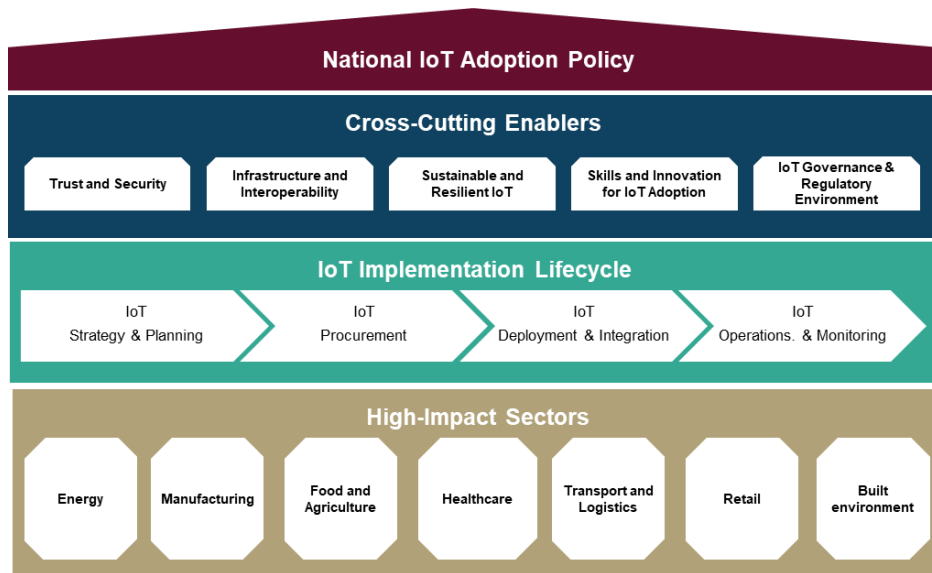 National IoT Adoption Policy
Cross-Cutting Enablers
Trust and Security
Infrastructure and
Interoperability
Sustainable and
Resilient IoT
Skills and Innovation
for IoT Adoption
IoT Governance &
Regulatory
Environment
IoT Implementation Lifecycle
IoT
Strategy & Planning
IoT
Procurement
IoT
Deployment & Integration
IoT
Operations. & Monitoring
High-Impact Sectors
Energy
Manufacturing
Food and
Agriculture
Healthcare
Transport and
Logistics
Retail
Built
environment